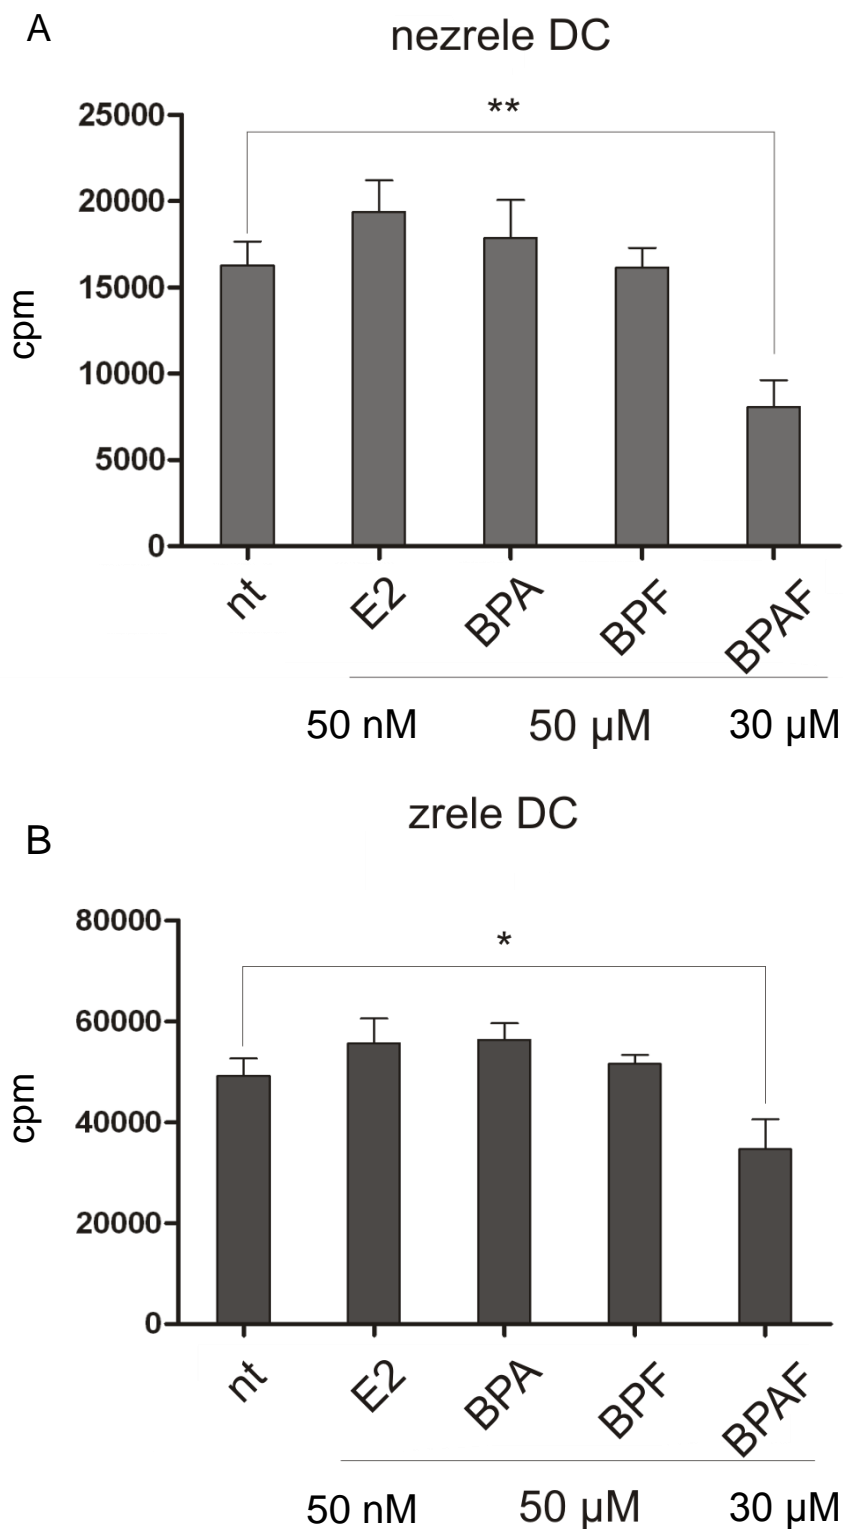 A
nezrele DC
**
25000
20000
15000
10000
5000
0
cpm
nt
E2
BPA
BPF
BPAF
50 nM
50 µM
30 µM
B
zrele DC
*
80000
60000
40000
20000
0
cpm
nt
E2
BPA
BPF
BPAF
50 nM
50 µM
30 µM